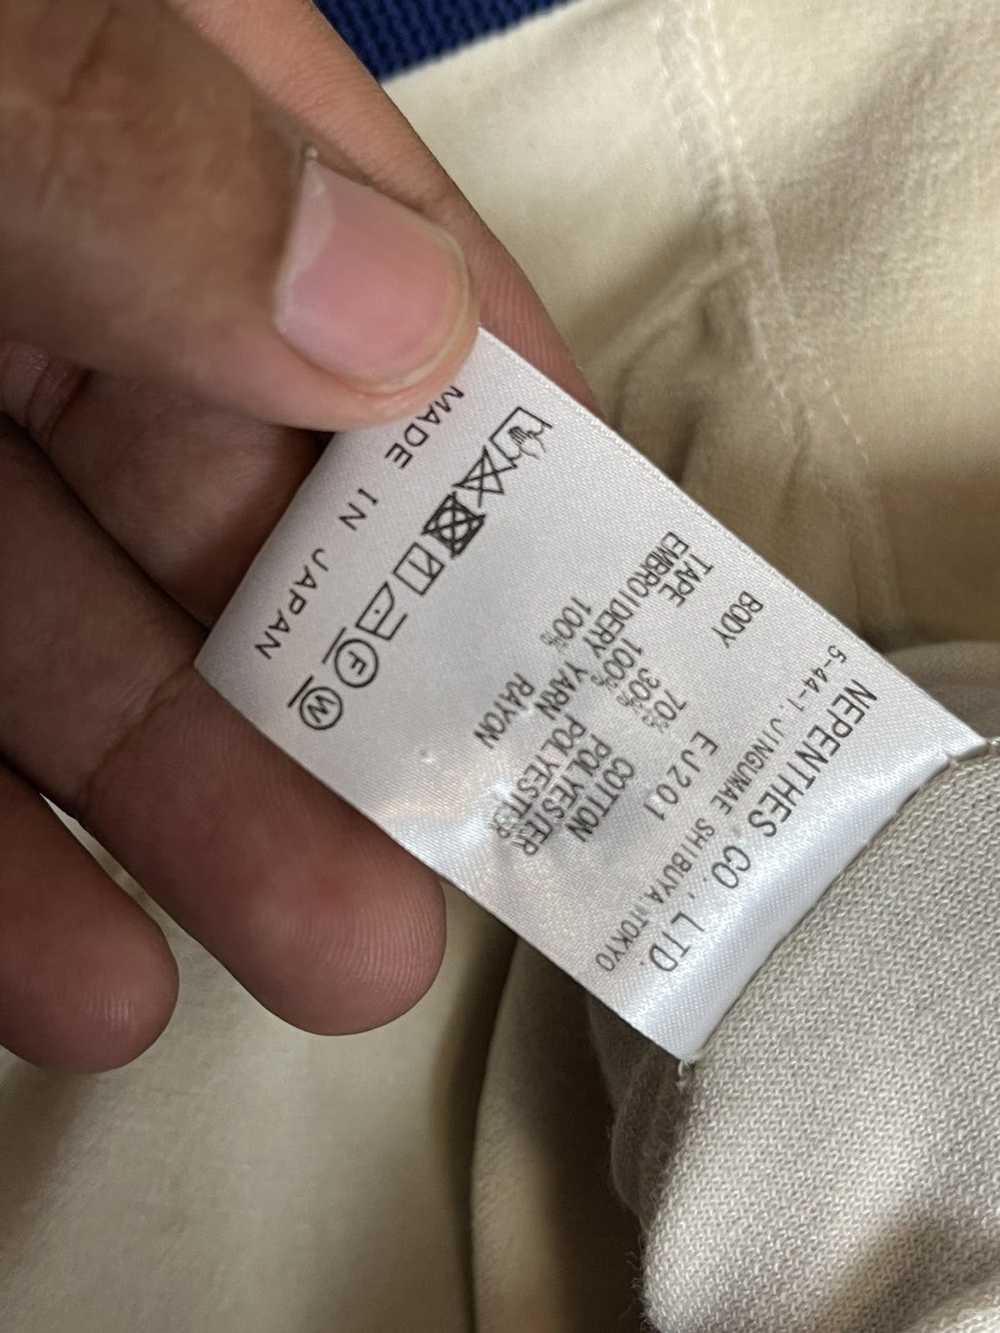 NEPENTHES CO., LTD.
5-44-1, JINGUMAE SHIBUYA, TOKYO
EJ201
BODY 70% COTTON
30% POLYESTER
TAPE 100% POLYESTER
EMBROIDERY YARN
100% RAYON
F
W
MADE IN JAPAN